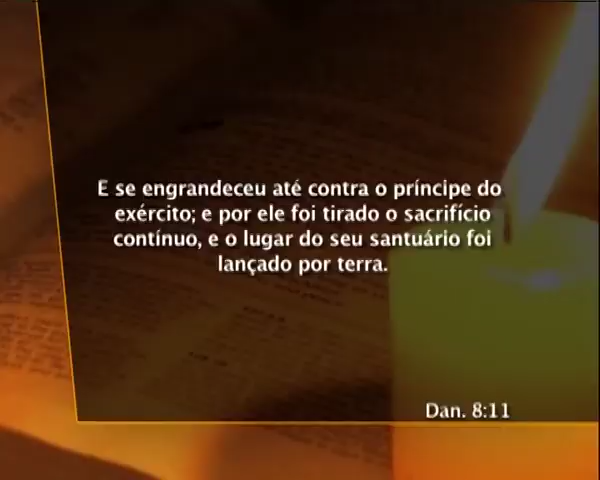 E se engrandeceu até contra o príncipe do
exército; e por ele foi tirado o sacrifício
contínuo, e o lugar do seu santuário foi
lançado por terra.
Dan. 8:11